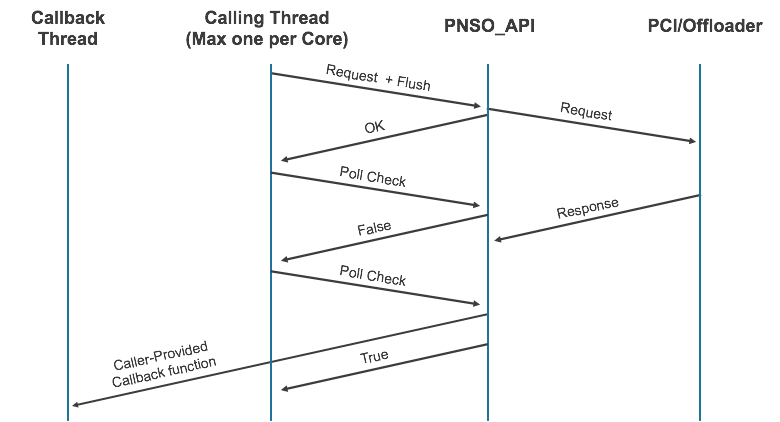 Callback
Thread
Calling Thread
(Max one per Core)
PNSO_API
PCI/Offloader
Request + Flush
Request
OK
Poll Check
Response
False
Poll Check
Caller-Provided
Callback function
True